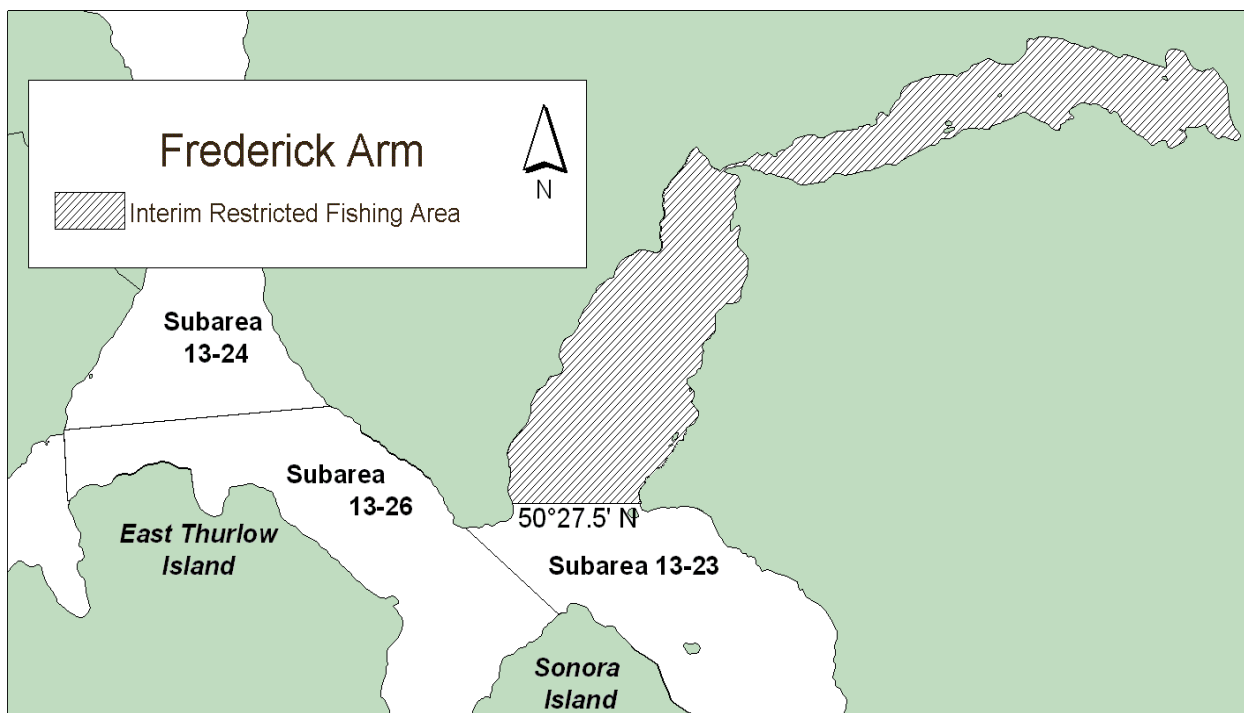 Frederick Arm
N
Interim Restricted Fishing Area
Subarea
13-24
Subarea
13-26
East Thurlow
Island
50°27.5' N
Subarea 13-23
Sonora
Island